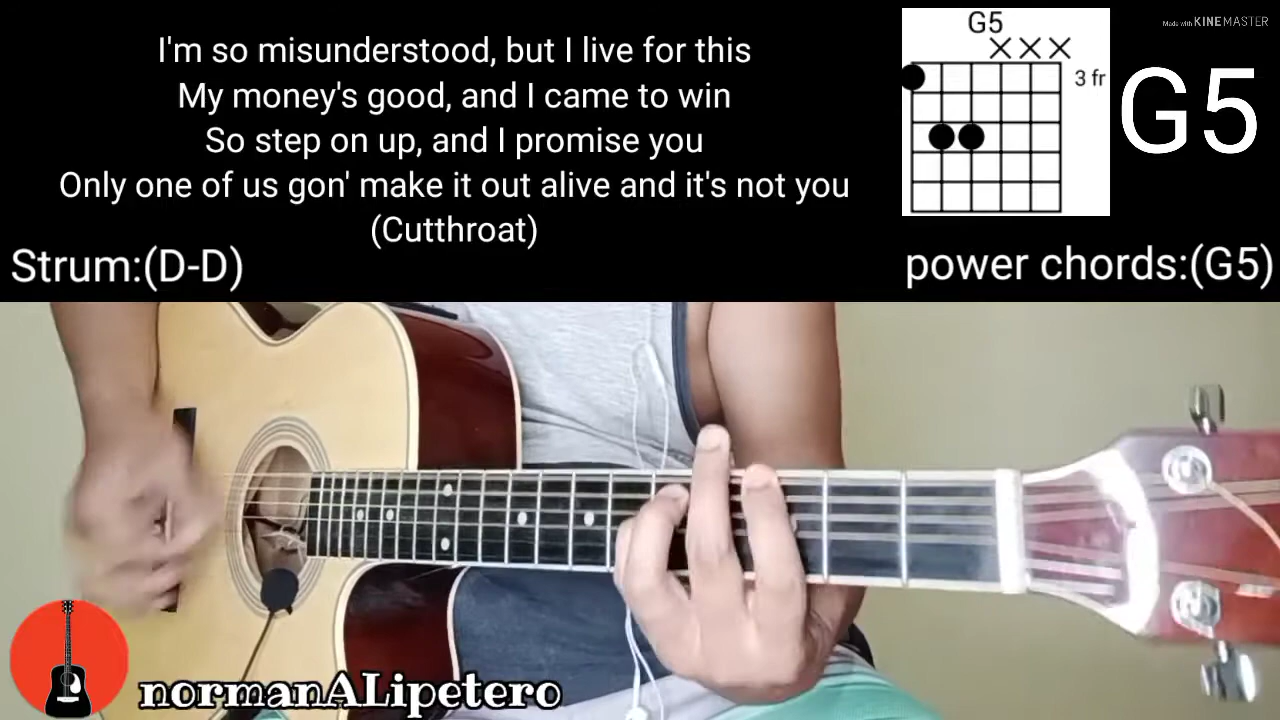 I'm so misunderstood, but I live for this
My money's good, and I came to win
So step on up, and I promise you
Only one of us gon' make it out alive and it's not you
(Cutthroat)
Strum:(D-D)
G5
×××
3 fr
G5
Made with KINEMASTER
power chords:(G5)
normanALipetero